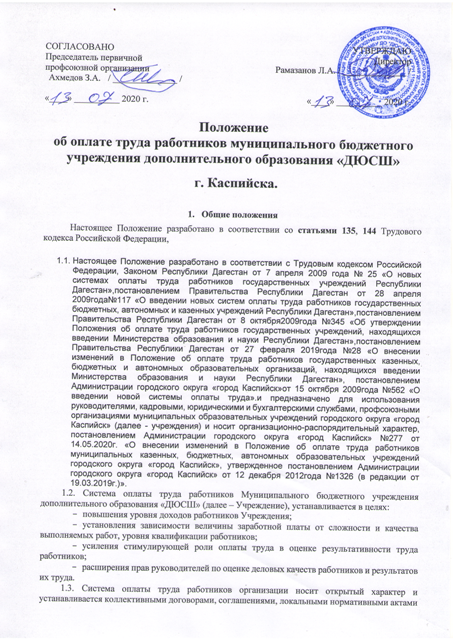 СОГЛАСОВАНО
Председатель первичной
профсоюзной организации
Ахмедов З.А. / /
«13 07 2020 г.
УТВЕРЖДАЮ
Директор
Рамазанов Л.А.
«13 07 2020 г.
Положение
об оплате труда работников муниципального бюджетного
учреждения дополнительного образования «ДЮСШ»
г. Каспийска.
1. Общие положения
Настоящее Положение разработано в соответствии со статьями 135, 144 Трудового
кодекса Российской Федерации,
1.1. Настоящее Положение разработано в соответствии с Трудовым кодексом Российской
Федерации, Законом Республики Дагестан от 7 апреля 2009 года № 25 «О новых
системах оплаты труда работников государственных учреждений Республики
Дагестан»,постановлением Правительства Республики Дагестан от 28 апреля
2009года№117 «О введении новых систем оплаты труда работников государственных
бюджетных, автономных и казенных учреждений Республики Дагестан»,постановлением
Правительства Республики Дагестан от 8 октября2009года №345 «Об утверждении
Положения об оплате труда работников государственных учреждений, находящихся
введении Министерства образования и науки Республики Дагестан»,постановлением
Правительства Республики Дагестан от 27 февраля 2019года №28 «О внесении
изменений в Положение об оплате труда работников государственных казенных,
бюджетных и автономных образовательных организаций, находящихся введении
Министерства образования и науки Республики Дагестан», постановлением
Администрации городского округа «город Каспийск»от 15 октября 2009года №562 «О
введении новой системы оплаты труда».и предназначено для использования
руководителями, кадровыми, юридическими и бухгалтерскими службами, профсоюзными
организациями муниципальных образовательных учреждений городского округа «город
Каспийск» (далее - учреждения) и носит организационно-распорядительный характер,
постановлением Администрации городского округа «город Каспийск» №277 от
14.05.2020г. «О внесении изменений в Положение об оплате труда работников
муниципальных казенных, бюджетных, автономных образовательных учреждений
городского округа «город Каспийск», утвержденное постановлением Администрации
городского округа «город Каспийск» от 12 декабря 2012года №1326 (в редакции от
19.03.2019г.)».
1.2. Система оплаты труда работников Муниципального бюджетного учреждения
дополнительного образования «ДЮСШ» (далее – Учреждение), устанавливается в целях:
− повышения уровня доходов работников Учреждения;
− установления зависимости величины заработной платы от сложности и качества
выполняемых работ, уровня квалификации работников;
− усиления стимулирующей роли оплаты труда в оценке результативности труда
работников;
− расширения прав руководителей по оценке деловых качеств работников и результатов
их труда.
1.3. Система оплаты труда работников организации носит открытый характер и
устанавливается коллективными договорами, соглашениями, локальными нормативными актами